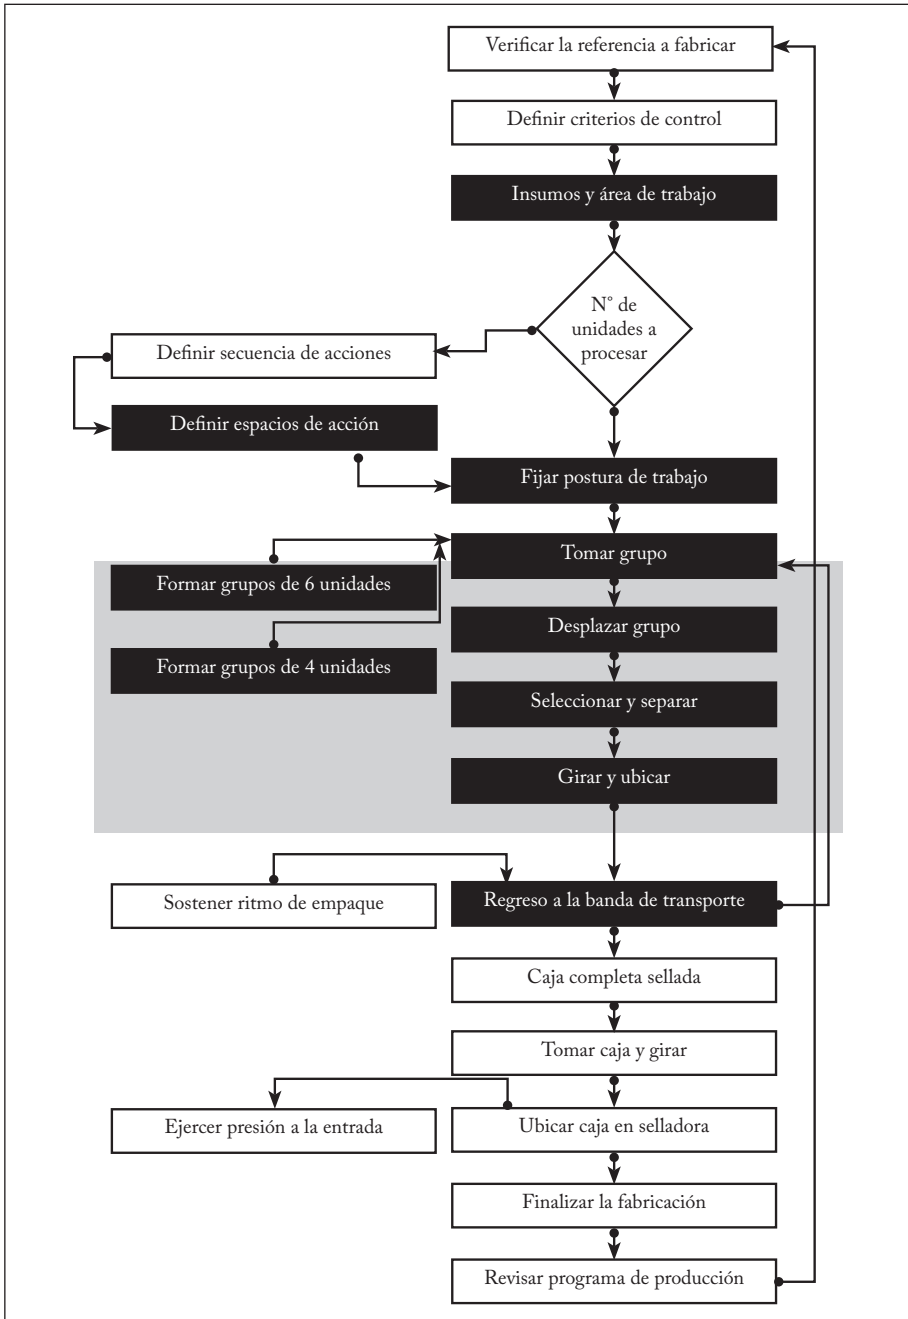 Verificar la referencia a fabricar
Definir criterios de control
Insumos y área de trabajo
N° de
unidades a
procesar
Definir secuencia de acciones
Definir espacios de acción
Fijar postura de trabajo
Tomar grupo
Formar grupos de 6 unidades
Desplazar grupo
Formar grupos de 4 unidades
Seleccionar y separar
Girar y ubicar
Sostener ritmo de empaque
Regreso a la banda de transporte
Caja completa sellada
Tomar caja y girar
Ejercer presión a la entrada
Ubicar caja en selladora
Finalizar la fabricación
Revisar programa de producción